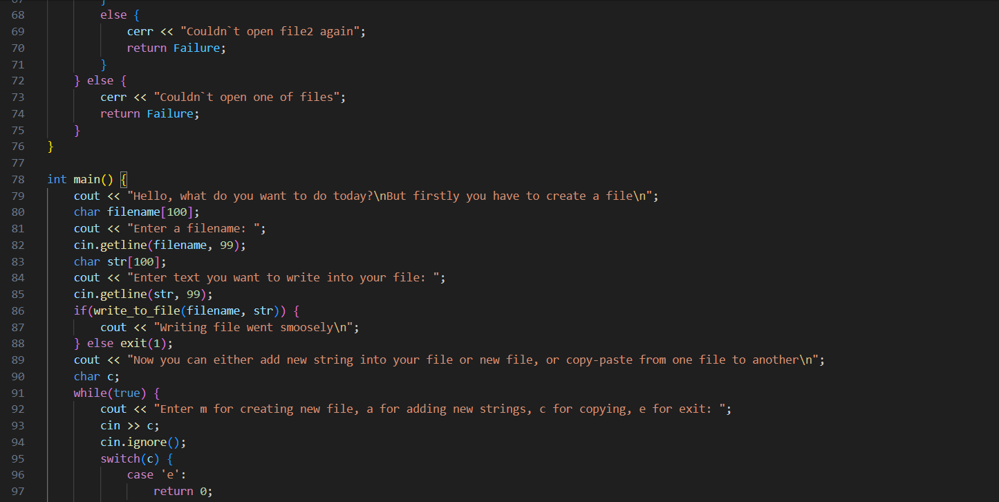 67 }
68 else {
69 cerr << "Couldn`t open file2 again";
70 return Failure;
71 }
72 } else {
73 cerr << "Couldn`t open one of files";
74 return Failure;
75 }
76 }
77
78 int main() {
79 cout << "Hello, what do you want to do today?\nBut firstly you have to create a file\n";
80 char filename[100];
81 cout << "Enter a filename: ";
82 cin.getline(filename, 99);
83 char str[100];
84 cout << "Enter text you want to write into your file: ";
85 cin.getline(str, 99);
86 if(write_to_file(filename, str)) {
87 cout << "Writing file went smoosely\n";
88 } else exit(1);
89 cout << "Now you can either add new string into your file or new file, or copy-paste from one file to another\n";
90 char c;
91 while(true) {
92 cout << "Enter m for creating new file, a for adding new strings, c for copying, e for exit: ";
93 cin >> c;
94 cin.ignore();
95 switch(c) {
96 case 'e':
97 return 0;